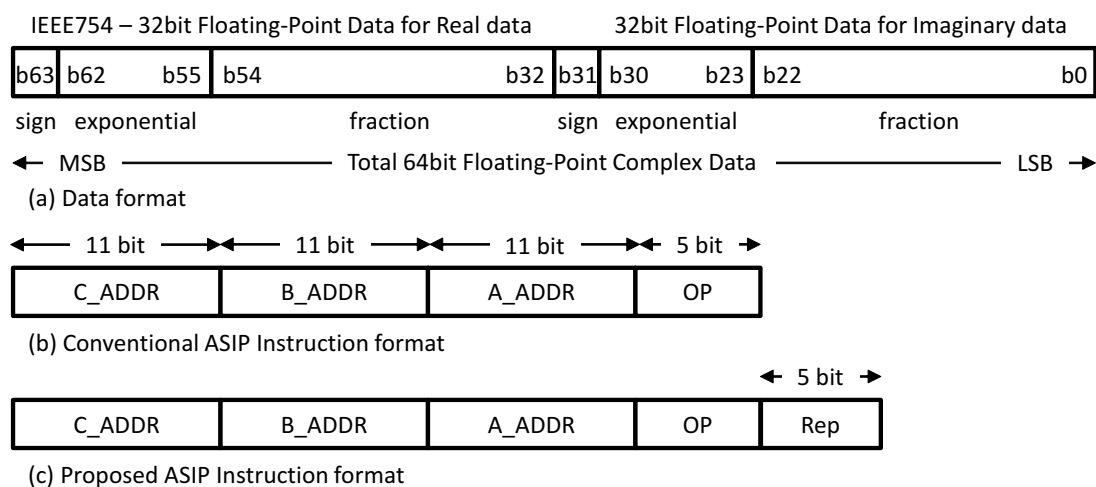 IEEE754 – 32bit Floating-Point Data for Real data 32bit Floating-Point Data for Imaginary data
b63 b62 b55 b54 b32 b31 b30 b23 b22 b0
sign exponential fraction sign exponential fraction
MSB Total 64bit Floating-Point Complex Data LSB
(a) Data format
11 bit 11 bit 11 bit 5 bit
C_ADDR B_ADDR A_ADDR OP
(b) Conventional ASIP Instruction format
5 bit
C_ADDR B_ADDR A_ADDR OP Rep
(c) Proposed ASIP Instruction format